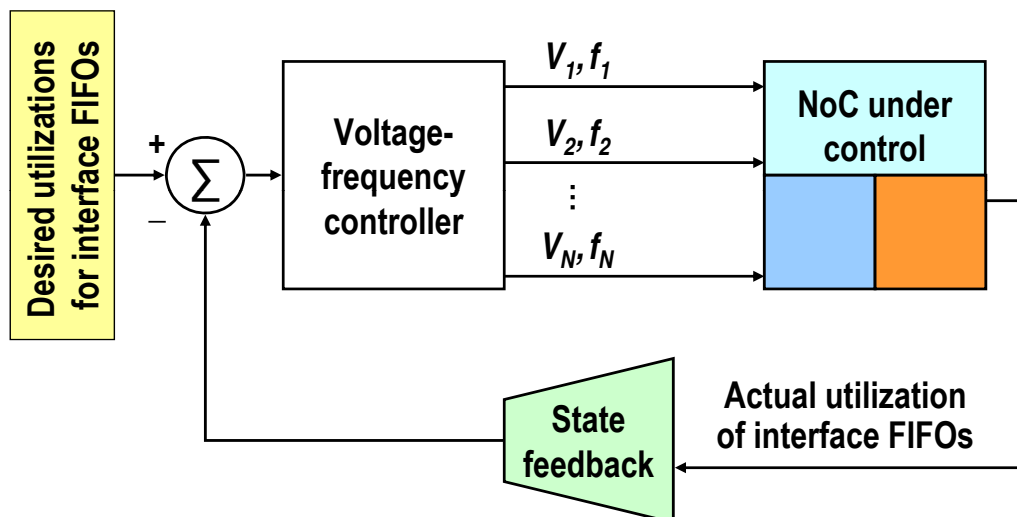 Desired utilizations
for interface FIFOs
+
−
∑
Voltage-
frequency
controller
V1, f1
V2, f2
⋮
VN, fN
NoC under
control
State
feedback
Actual utilization
of interface FIFOs